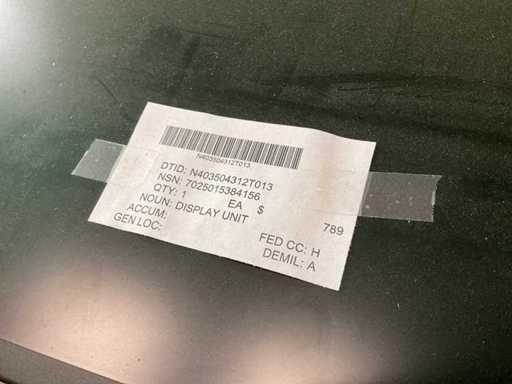 N403504312T013
DTID: N403504312T013
NSN: 7025015384156
QTY: 1 EA $ 789
NOUN: DISPLAY UNIT
ACCUM: FED CC: H
GEN LOC: DEMIL: A